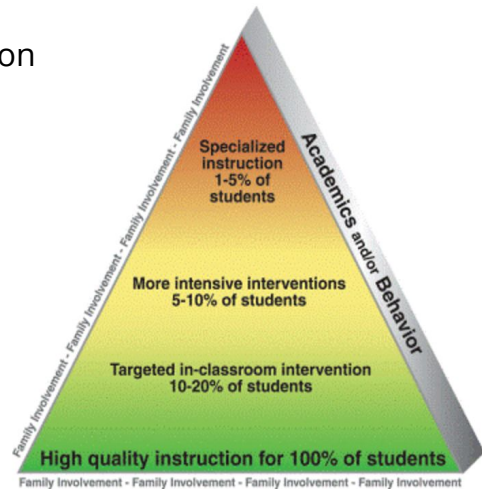 on
Family Involvement - Family Involvement - Family Involvement - Family Involvement
Specialized
instruction
1-5% of
students
Academics and/or Behavior
More intensive interventions
5-10% of students
Targeted in-classroom intervention
10-20% of students
High quality instruction for 100% of students
Family Involvement - Family Involvement - Family Involvement - Family Involvement